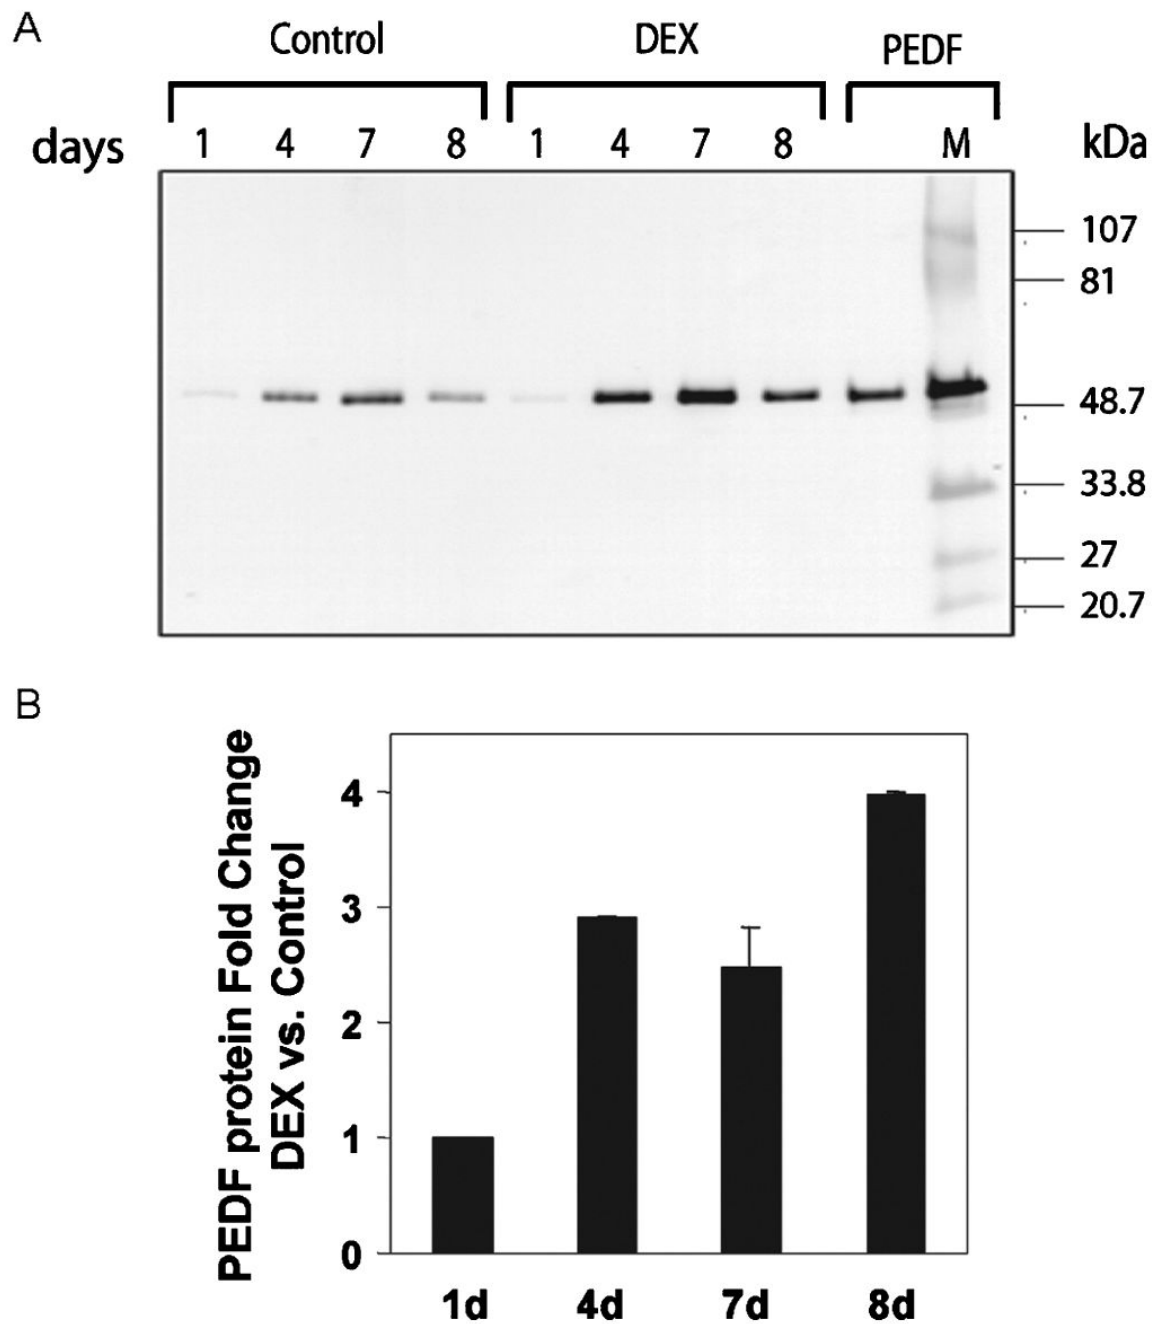 A
Control DEX PEDF
days 1 4 7 8 1 4 7 8 M kDa
107
81
48.7
33.8
27
20.7
B
PEDF protein Fold Change
DEX vs. Control
4
3
2
1
0
1d 4d 7d 8d